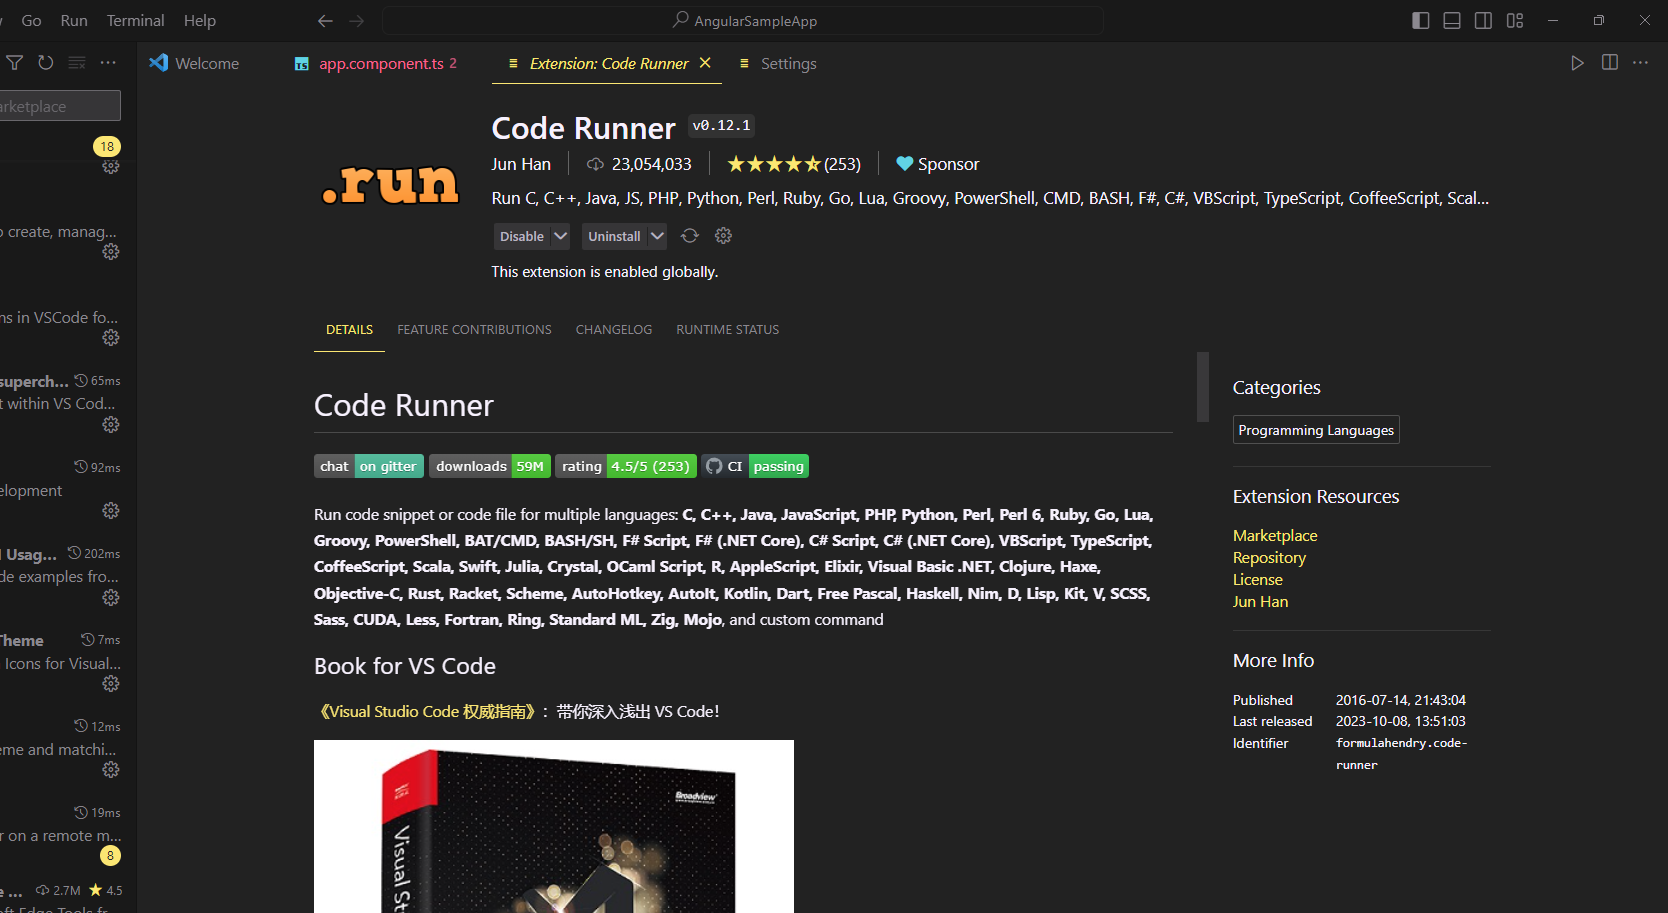 Go Run Terminal Help
AngularSampleApp
Welcome
TS app.component.ts 2
Extension: Code Runner
Settings
arketplace
18
o create, manag...
ns in VSCode fo...
superch... 65ms
t within VS Cod...
92ms
elopment
Usag... 202ms
de examples fro...
Theme 7ms
Icons for Visual...
12ms
eme and matchi...
19ms
r on a remote m...
8
e ... 2.7M 4.5
oft Edge Tools fr...
.run
Code Runner v0.12.1
Jun Han 23,054,033 (253) Sponsor
Run C, C++, Java, JS, PHP, Python, Perl, Ruby, Go, Lua, Groovy, PowerShell, CMD, BASH, F#, C#, VBScript, TypeScript, CoffeeScript, Scal...
Disable Uninstall
This extension is enabled globally.
DETAILS FEATURE CONTRIBUTIONS CHANGELOG RUNTIME STATUS
Code Runner
chat on gitter downloads 59M rating 4.5/5 (253) CI passing
Run code snippet or code file for multiple languages: C, C++, Java, JavaScript, PHP, Python, Perl, Perl 6, Ruby, Go, Lua,
Groovy, PowerShell, BAT/CMD, BASH/SH, F# Script, F# (.NET Core), C# Script, C# (.NET Core), VBScript, TypeScript,
CoffeeScript, Scala, Swift, Julia, Crystal, OCaml Script, R, AppleScript, Elixir, Visual Basic .NET, Clojure, Haxe,
Objective-C, Rust, Racket, Scheme, AutoHotkey, AutoIt, Kotlin, Dart, Free Pascal, Haskell, Nim, D, Lisp, Kit, V, SCSS,
Sass, CUDA, Less, Fortran, Ring, Standard ML, Zig, Mojo, and custom command
Book for VS Code
《Visual Studio Code 权威指南》：带你深入浅出 VS Code！
Broadview
Visual St
Categories
Programming Languages
Extension Resources
Marketplace
Repository
License
Jun Han
More Info
Published 2016-07-14, 21:43:04
Last released 2023-10-08, 13:51:03
Identifier formulahendry.code-
runner